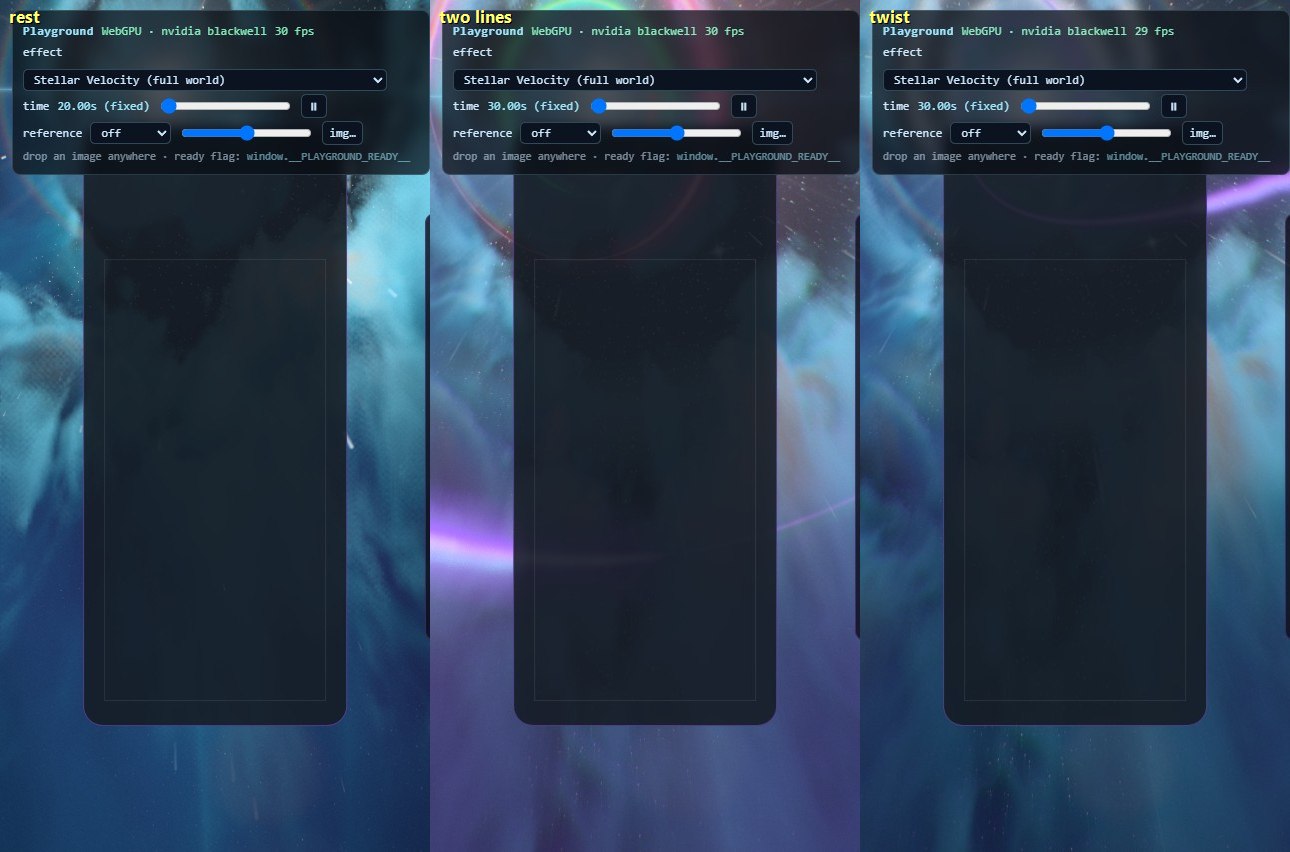 rest
Playground WebGPU · nvidia blackwell 30 fps
effect
Stellar Velocity (full world)
time 20.00s (fixed)
reference off img…
drop an image anywhere · ready flag: window.__PLAYGROUND_READY__
two lines
Playground WebGPU · nvidia blackwell 30 fps
effect
Stellar Velocity (full world)
time 30.00s (fixed)
reference off img…
drop an image anywhere · ready flag: window.__PLAYGROUND_READY__
twist
Playground WebGPU · nvidia blackwell 29 fps
effect
Stellar Velocity (full world)
time 30.00s (fixed)
reference off img…
drop an image anywhere · ready flag: window.__PLAYGROUND_READY__